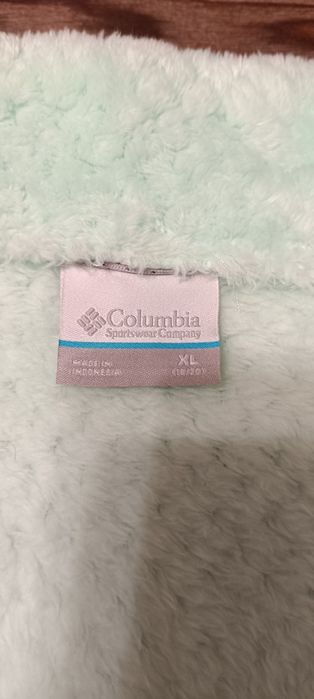 Columbia
Sportswear Company
MADE IN
INDONESIA
XL
(18/20)